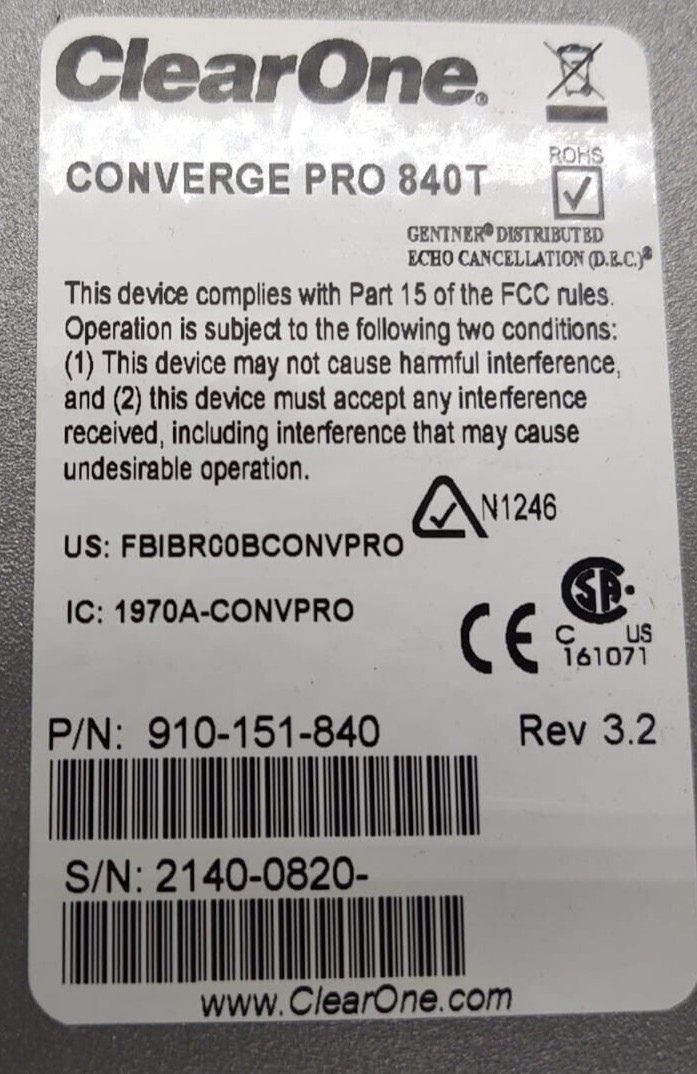 ClearOne®
CONVERGE PRO 840T
ROHS
GENTNER® DISTRIBUTED
ECHO CANCELLATION (D.E.C.)®
This device complies with Part 15 of the FCC rules.
Operation is subject to the following two conditions:
(1) This device may not cause harmful interference,
and (2) this device must accept any interference
received, including interference that may cause
undesirable operation.
N1246
US: FBIBR00BCONVPRO
IC: 1970A-CONVPRO
CE
SA
C US
161071
P/N: 910-151-840 Rev 3.2
S/N: 2140-0820-
www.ClearOne.com